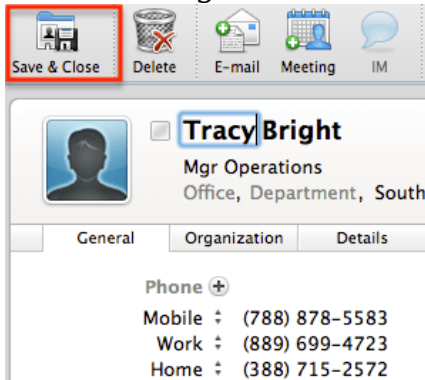 Save & Close Delete E-mail Meeting IM
Tracy Bright
Mgr Operations
Office, Department, South
General Organization Details
Phone
Mobile (788) 878-5583
Work (889) 699-4723
Home (388) 715-2572